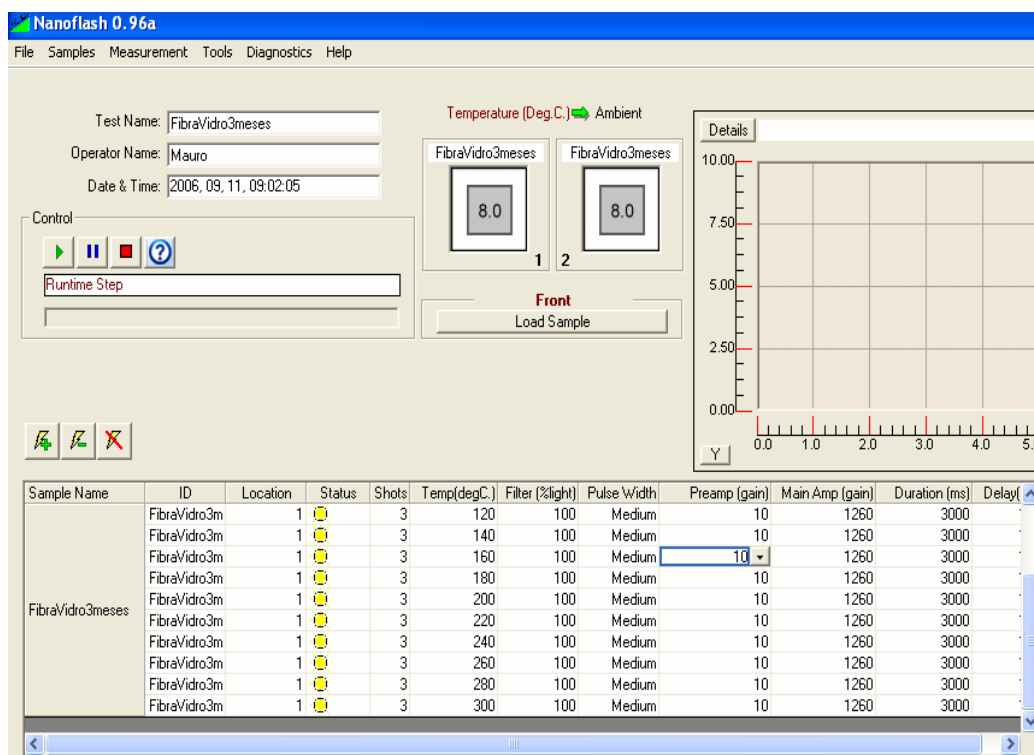 Nanoflash 0.96a
File Samples Measurement Tools Diagnostics Help
Test Name: FibraVidro3meses
Operator Name: Mauro
Date & Time: 2006, 09, 11, 09:02:05
Control
Runtime Step
Temperature (Deg.C.) Ambient
FibraVidro3meses FibraVidro3meses
8.0 8.0
1 2
Front
Load Sample
Details
10.00
7.50
5.00
2.50
0.00
0.0 1.0 2.0 3.0 4.0 5.
Y
Sample Name ID Location Status Shots Temp(degC.) Filter (%light) Pulse Width Preamp (gain) Main Amp (gain) Duration (ms) Delay(
FibraVidro3meses
FibraVidro3m 1 3 120 100 Medium 10 1260 3000
FibraVidro3m 1 3 140 100 Medium 10 1260 3000
FibraVidro3m 1 3 160 100 Medium 10 1260 3000
FibraVidro3m 1 3 180 100 Medium 10 1260 3000
FibraVidro3m 1 3 200 100 Medium 10 1260 3000
FibraVidro3m 1 3 220 100 Medium 10 1260 3000
FibraVidro3m 1 3 240 100 Medium 10 1260 3000
FibraVidro3m 1 3 260 100 Medium 10 1260 3000
FibraVidro3m 1 3 280 100 Medium 10 1260 3000
FibraVidro3m 1 3 300 100 Medium 10 1260 3000